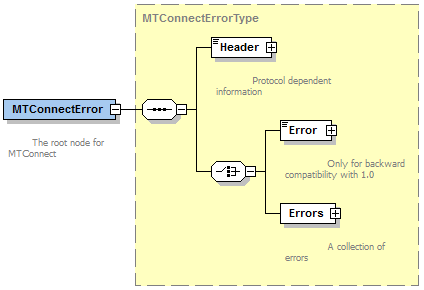 MTConnectErrorType
Header
Protocol dependent
information
MTConnectError
The root node for
MTConnect
Error
Only for backward
compatibility with 1.0
Errors
A collection of
errors